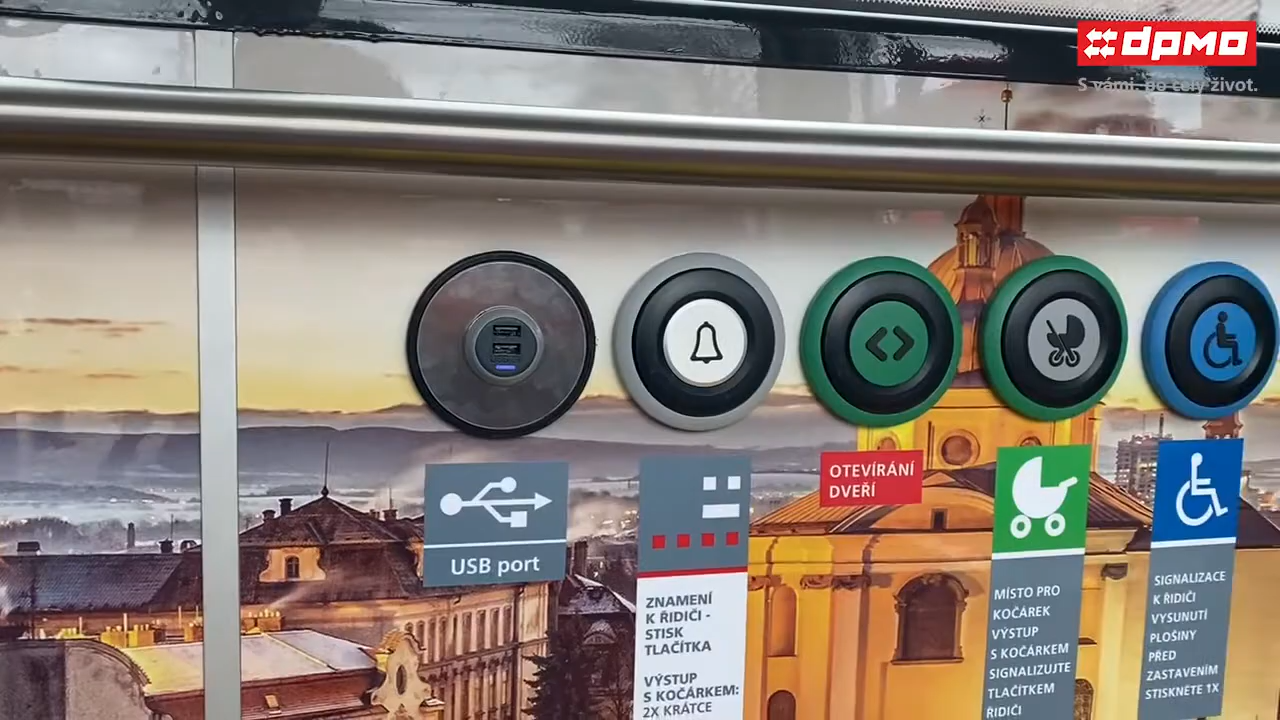 dpmo
S vámi. Po celý život.
USB port
ZNAMENÍ
K ŘIDIČI -
STISK
TLAČÍTKA
VÝSTUP
S KOČÁRKEM:
2X KRÁTCE
OTEVÍRÁNÍ
DVEŘÍ
MÍSTO PRO
KOČÁREK
VÝSTUP
S KOČÁRKEM
SIGNALIZUJTE
TLAČÍTKEM
ŘIDIČI
SIGNALIZACE
K ŘIDIČI
VYSUNUTÍ
PLOŠINY
PŘED
ZASTAVENÍM
STISKNĚTE 1X